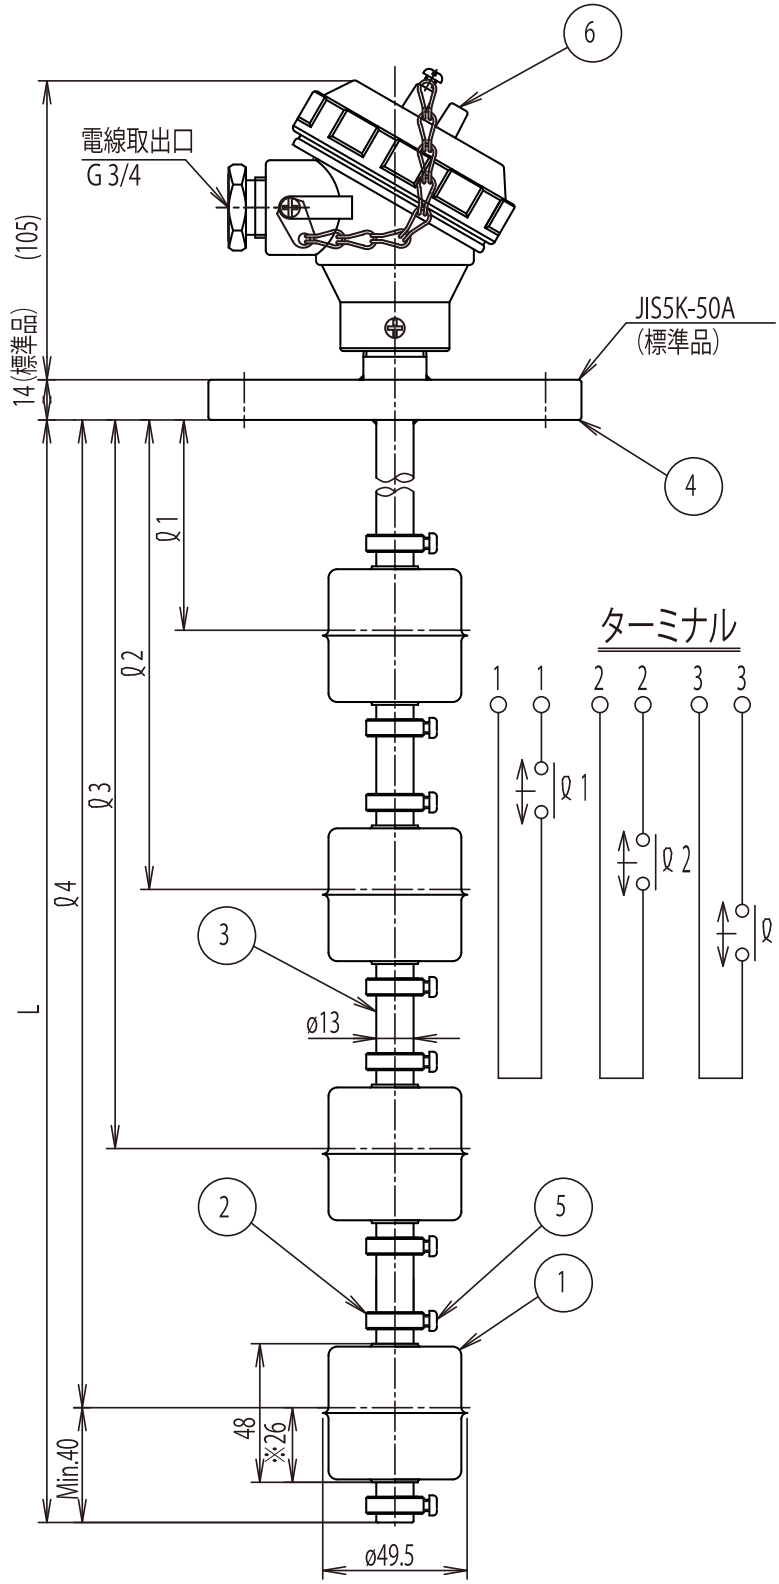 6
電線取出口
G 3/4
(105)
14 (標準品)
JIS5K-50A
(標準品)
4
ℓ1
ℓ2
ℓ3
ℓ4
L
ターミナル
1 1 2 2 3 3
ℓ1
ℓ2
ℓ
3
ø13
2
5
1
48
※26
Min.40
ø49.5